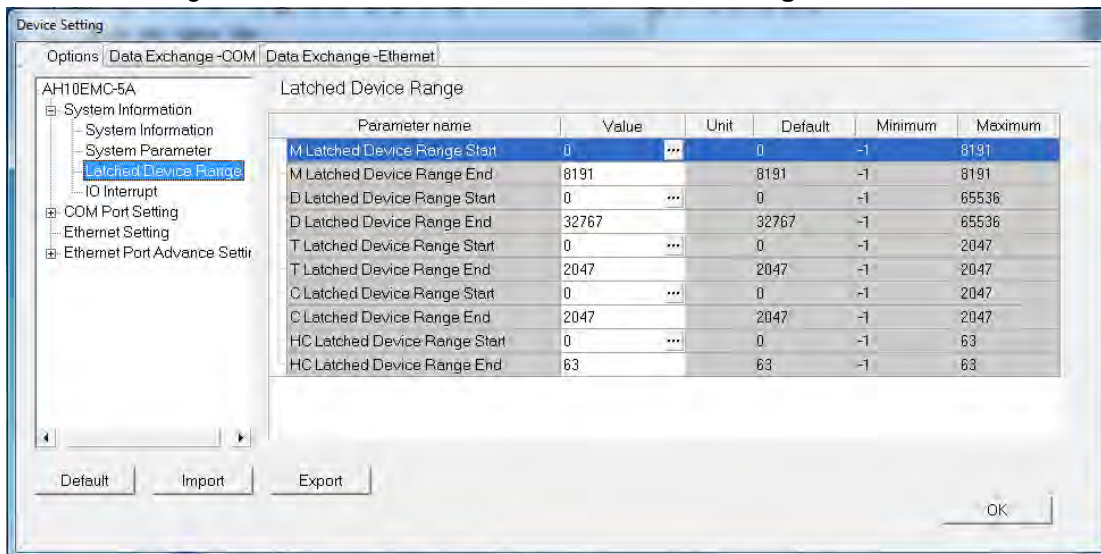 Device Setting
Options Data Exchange -COM Data Exchange -Ethernet
AH10EMC-5A
System Information
System Information
System Parameter
Latched Device Range
IO Interrupt
COM Port Setting
Ethernet Setting
Ethernet Port Advance Settin
Latched Device Range
Parameter name Value Unit Default Minimum Maximum
M Latched Device Range Start 0 ... 0 -1 8191
M Latched Device Range End 8191 8191 -1 8191
D Latched Device Range Start 0 ... 0 -1 65536
D Latched Device Range End 32767 32767 -1 65536
T Latched Device Range Start 0 ... 0 -1 2047
T Latched Device Range End 2047 2047 -1 2047
C Latched Device Range Start 0 ... 0 -1 2047
C Latched Device Range End 2047 2047 -1 2047
HC Latched Device Range Start 0 ... 0 -1 63
HC Latched Device Range End 63 63 -1 63
Default Import Export
OK